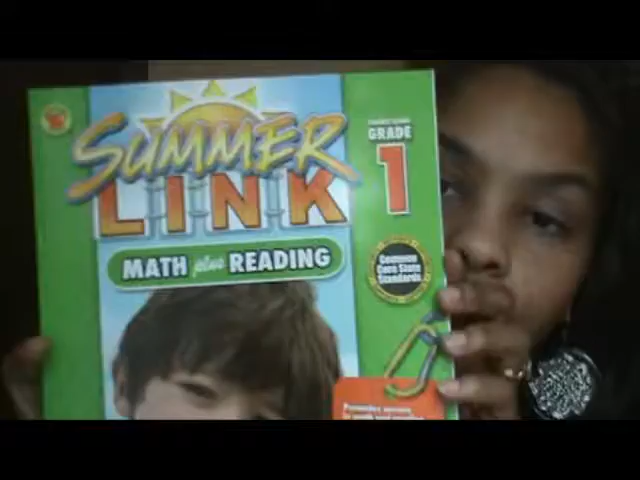 SUMMER
LINK
MATH plus READING
GRADE
1
Common
Core State
Standards